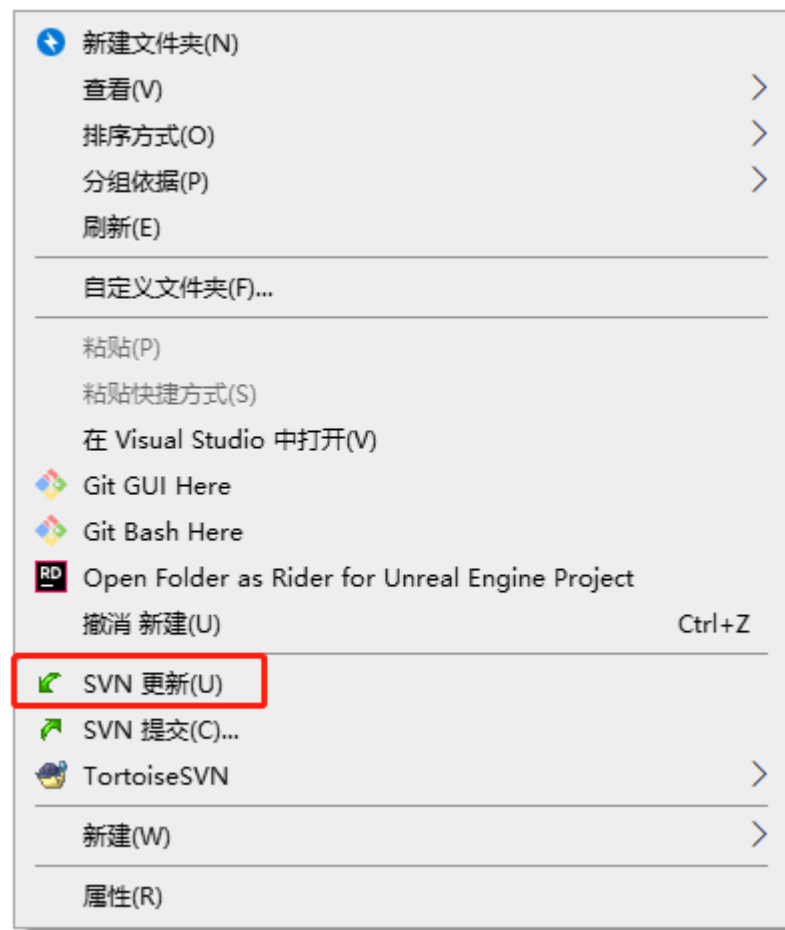 新建文件夹(N)
查看(V)
排序方式(O)
分组依据(P)
刷新(E)
自定义文件夹(F)...
粘贴(P)
粘贴快捷方式(S)
在 Visual Studio 中打开(V)
Git GUI Here
Git Bash Here
RD Open Folder as Rider for Unreal Engine Project
撤消 新建(U) Ctrl+Z
SVN 更新(U)
SVN 提交(C)...
TortoiseSVN
新建(W)
属性(R)